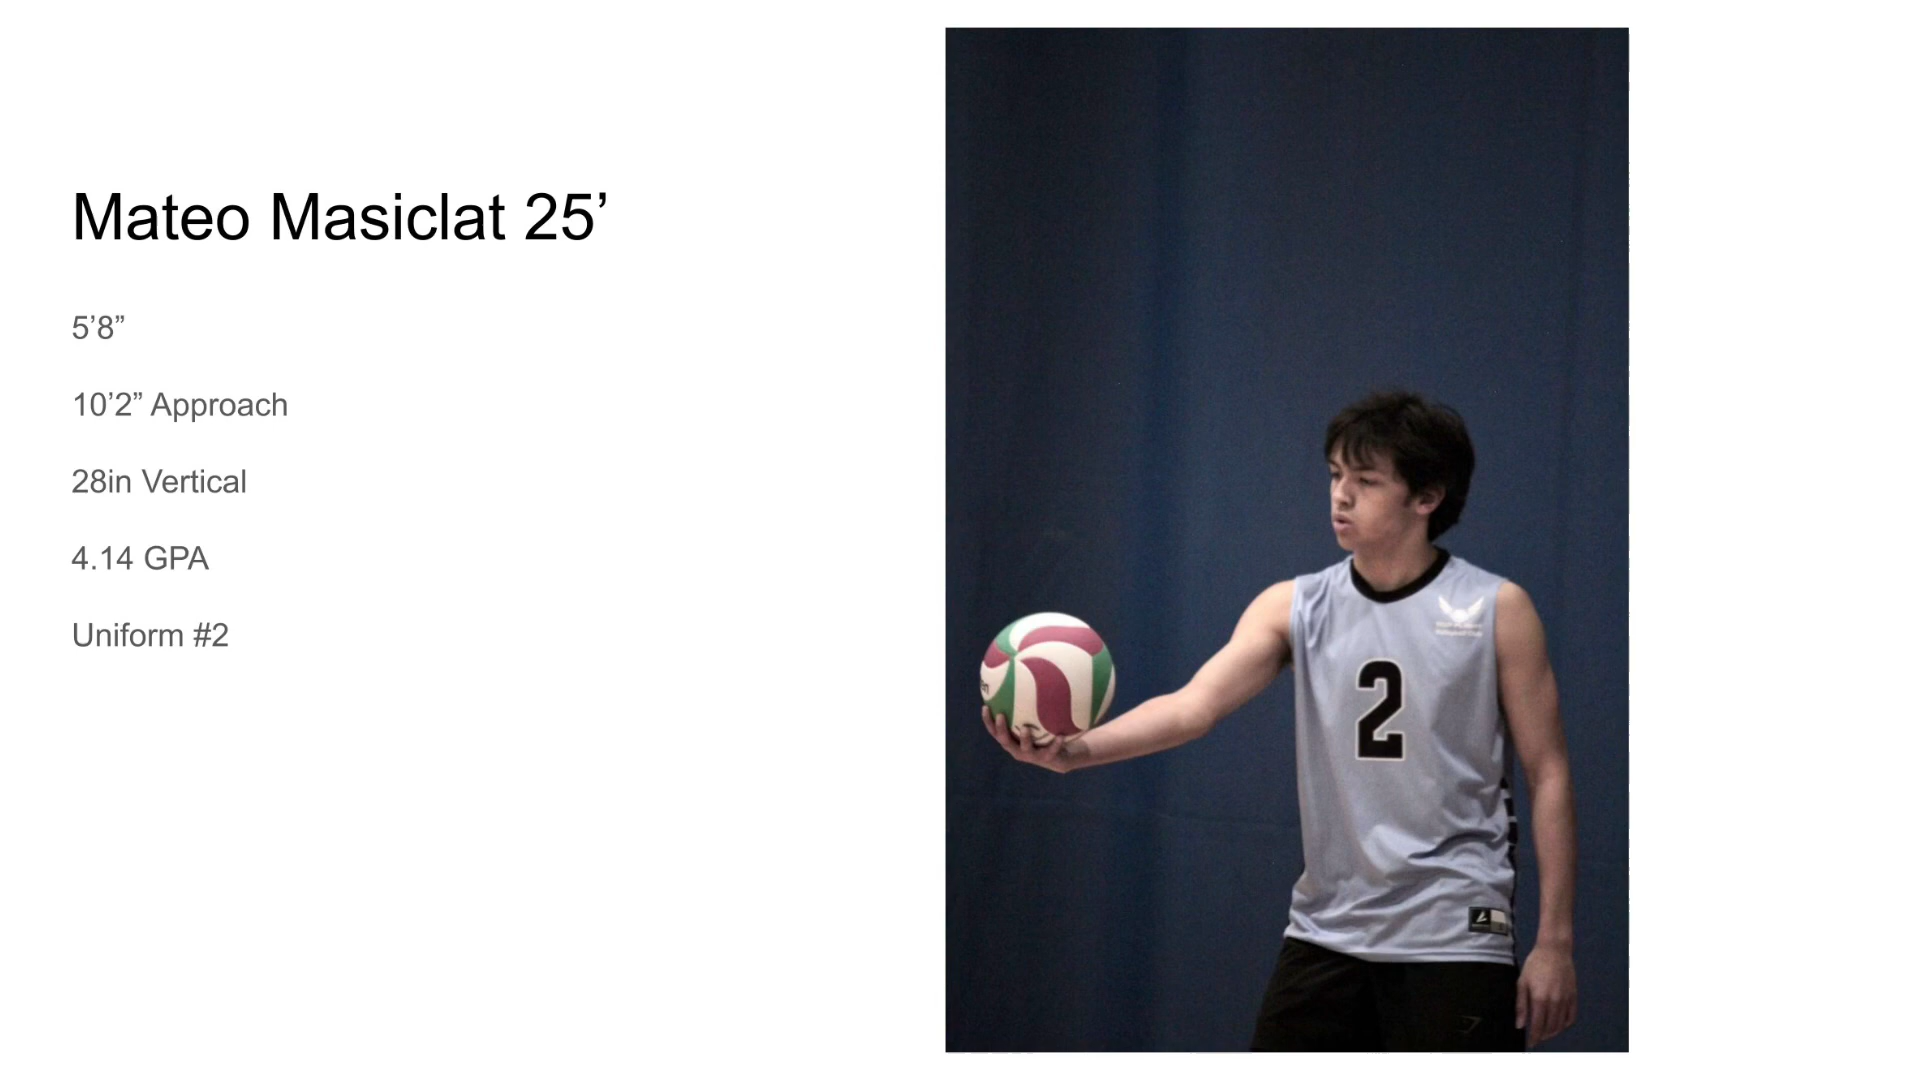 Mateo Masiclat 25’
5’8”
10’2” Approach
28in Vertical
4.14 GPA
Uniform #2
2